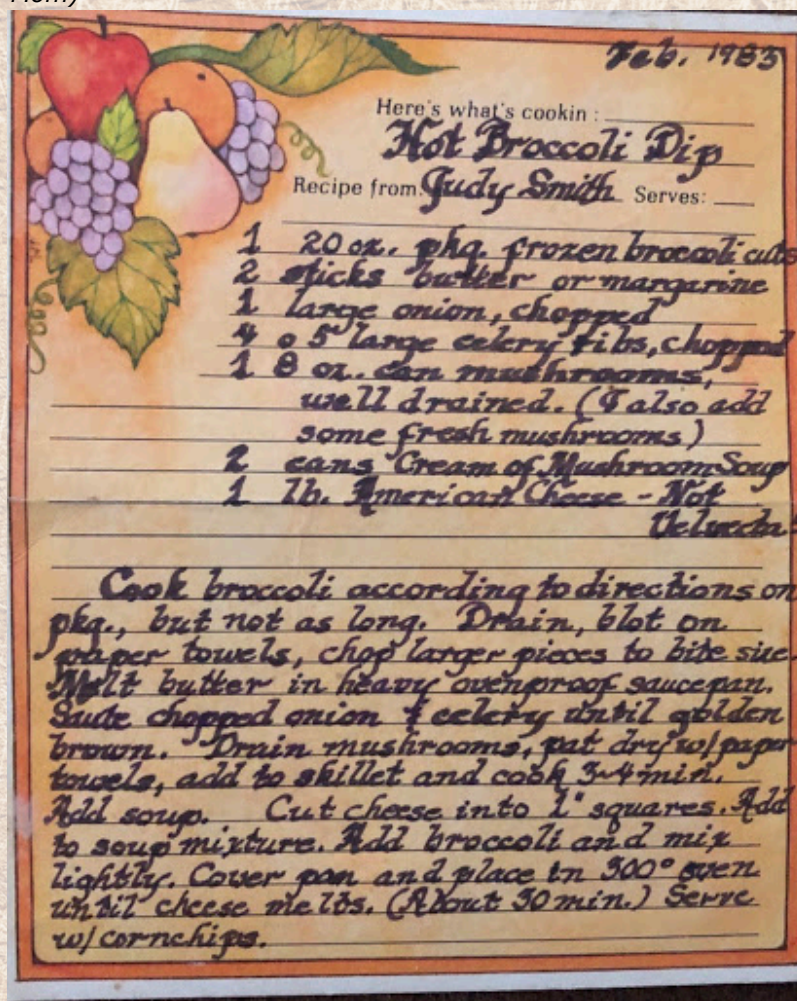 Feb. 1983
Here's what's cookin :
Hot Broccoli Dip
Recipe from Judy Smith Serves:
1 20 oz. pkg. frozen broccoli cuts
2 sticks butter or margarine
1 large onion, chopped
4 o 5 large celery ribs, chopped
1 8 oz. can mushrooms,
well drained. (I also add
some fresh mushrooms)
2 cans Cream of Mushroom Soup
1 lb. American Cheese - Not
Velveeta!
Cook broccoli according to directions on
pkg., but not as long. Drain, blot on
paper towels, chop larger pieces to bite size.
Melt butter in heavy ovenproof saucepan.
Saute chopped onion & celery until golden
brown. Drain mushrooms, pat dry w/paper
towels, add to skillet and cook 3-4 min.
Add soup. Cut cheese into 1" squares. Add
to soup mixture. Add broccoli and mix
lightly. Cover pan and place in 300° oven
until cheese melts. (About 30 min.) Serve
w/ cornchips.